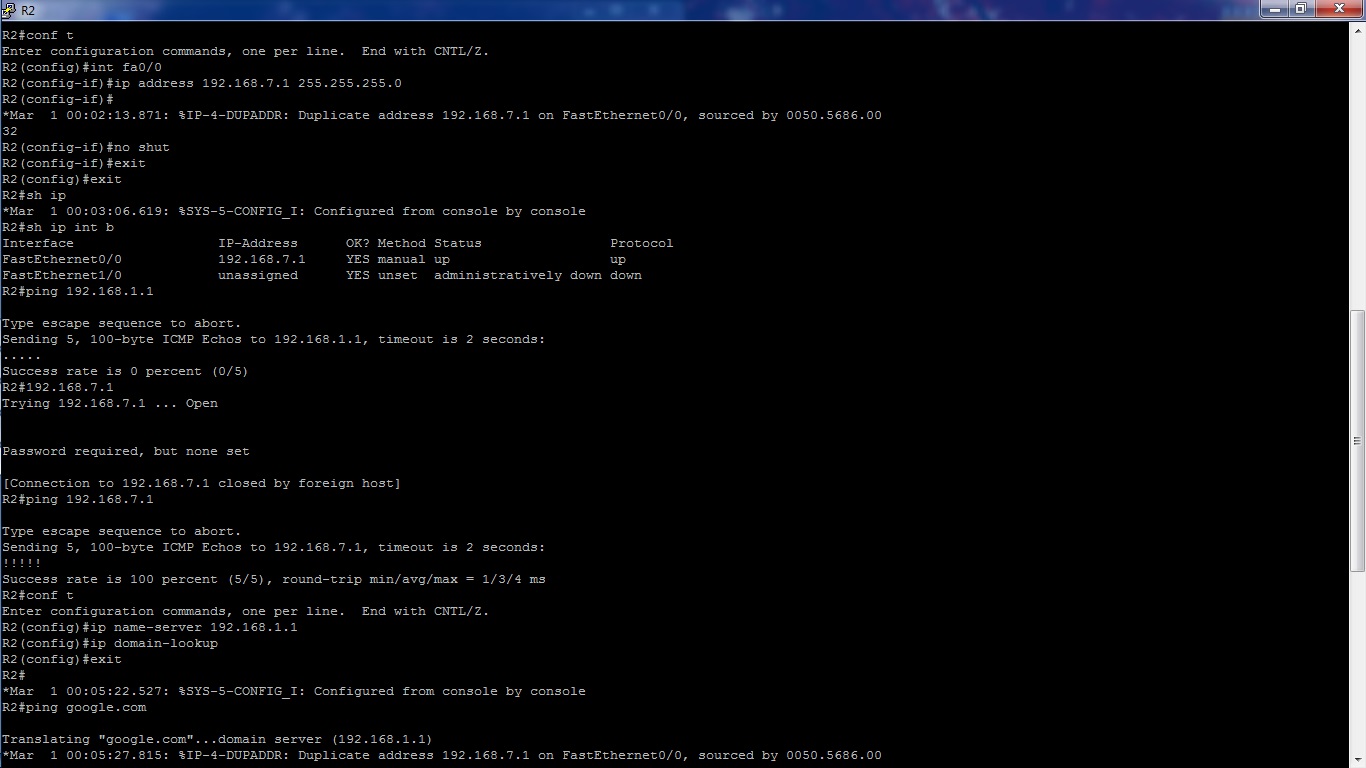 R2
R2#conf t
Enter configuration commands, one per line.  End with CNTL/Z.
R2(config)#int fa0/0
R2(config-if)#ip address 192.168.7.1 255.255.255.0
R2(config-if)#
*Mar  1 00:02:13.871: %IP-4-DUPADDR: Duplicate address 192.168.7.1 on FastEthernet0/0, sourced by 0050.5686.00
32
R2(config-if)#no shut
R2(config-if)#exit
R2(config)#exit
R2#sh ip
*Mar  1 00:03:06.619: %SYS-5-CONFIG_I: Configured from console by console
R2#sh ip int b
Interface                  IP-Address      OK? Method Status                Protocol
FastEthernet0/0            192.168.7.1     YES manual up                    up
FastEthernet1/0            unassigned      YES unset  administratively down down
R2#ping 192.168.1.1
Type escape sequence to abort.
Sending 5, 100-byte ICMP Echos to 192.168.1.1, timeout is 2 seconds:
.....
Success rate is 0 percent (0/5)
R2#192.168.7.1
Trying 192.168.7.1 ... Open
Password required, but none set
[Connection to 192.168.7.1 closed by foreign host]
R2#ping 192.168.7.1
Type escape sequence to abort.
Sending 5, 100-byte ICMP Echos to 192.168.7.1, timeout is 2 seconds:
!!!!!
Success rate is 100 percent (5/5), round-trip min/avg/max = 1/3/4 ms
R2#conf t
Enter configuration commands, one per line.  End with CNTL/Z.
R2(config)#ip name-server 192.168.1.1
R2(config)#ip domain-lookup
R2(config)#exit
R2#
*Mar  1 00:05:22.527: %SYS-5-CONFIG_I: Configured from console by console
R2#ping google.com
Translating "google.com"...domain server (192.168.1.1)
*Mar  1 00:05:27.815: %IP-4-DUPADDR: Duplicate address 192.168.7.1 on FastEthernet0/0, sourced by 0050.5686.00